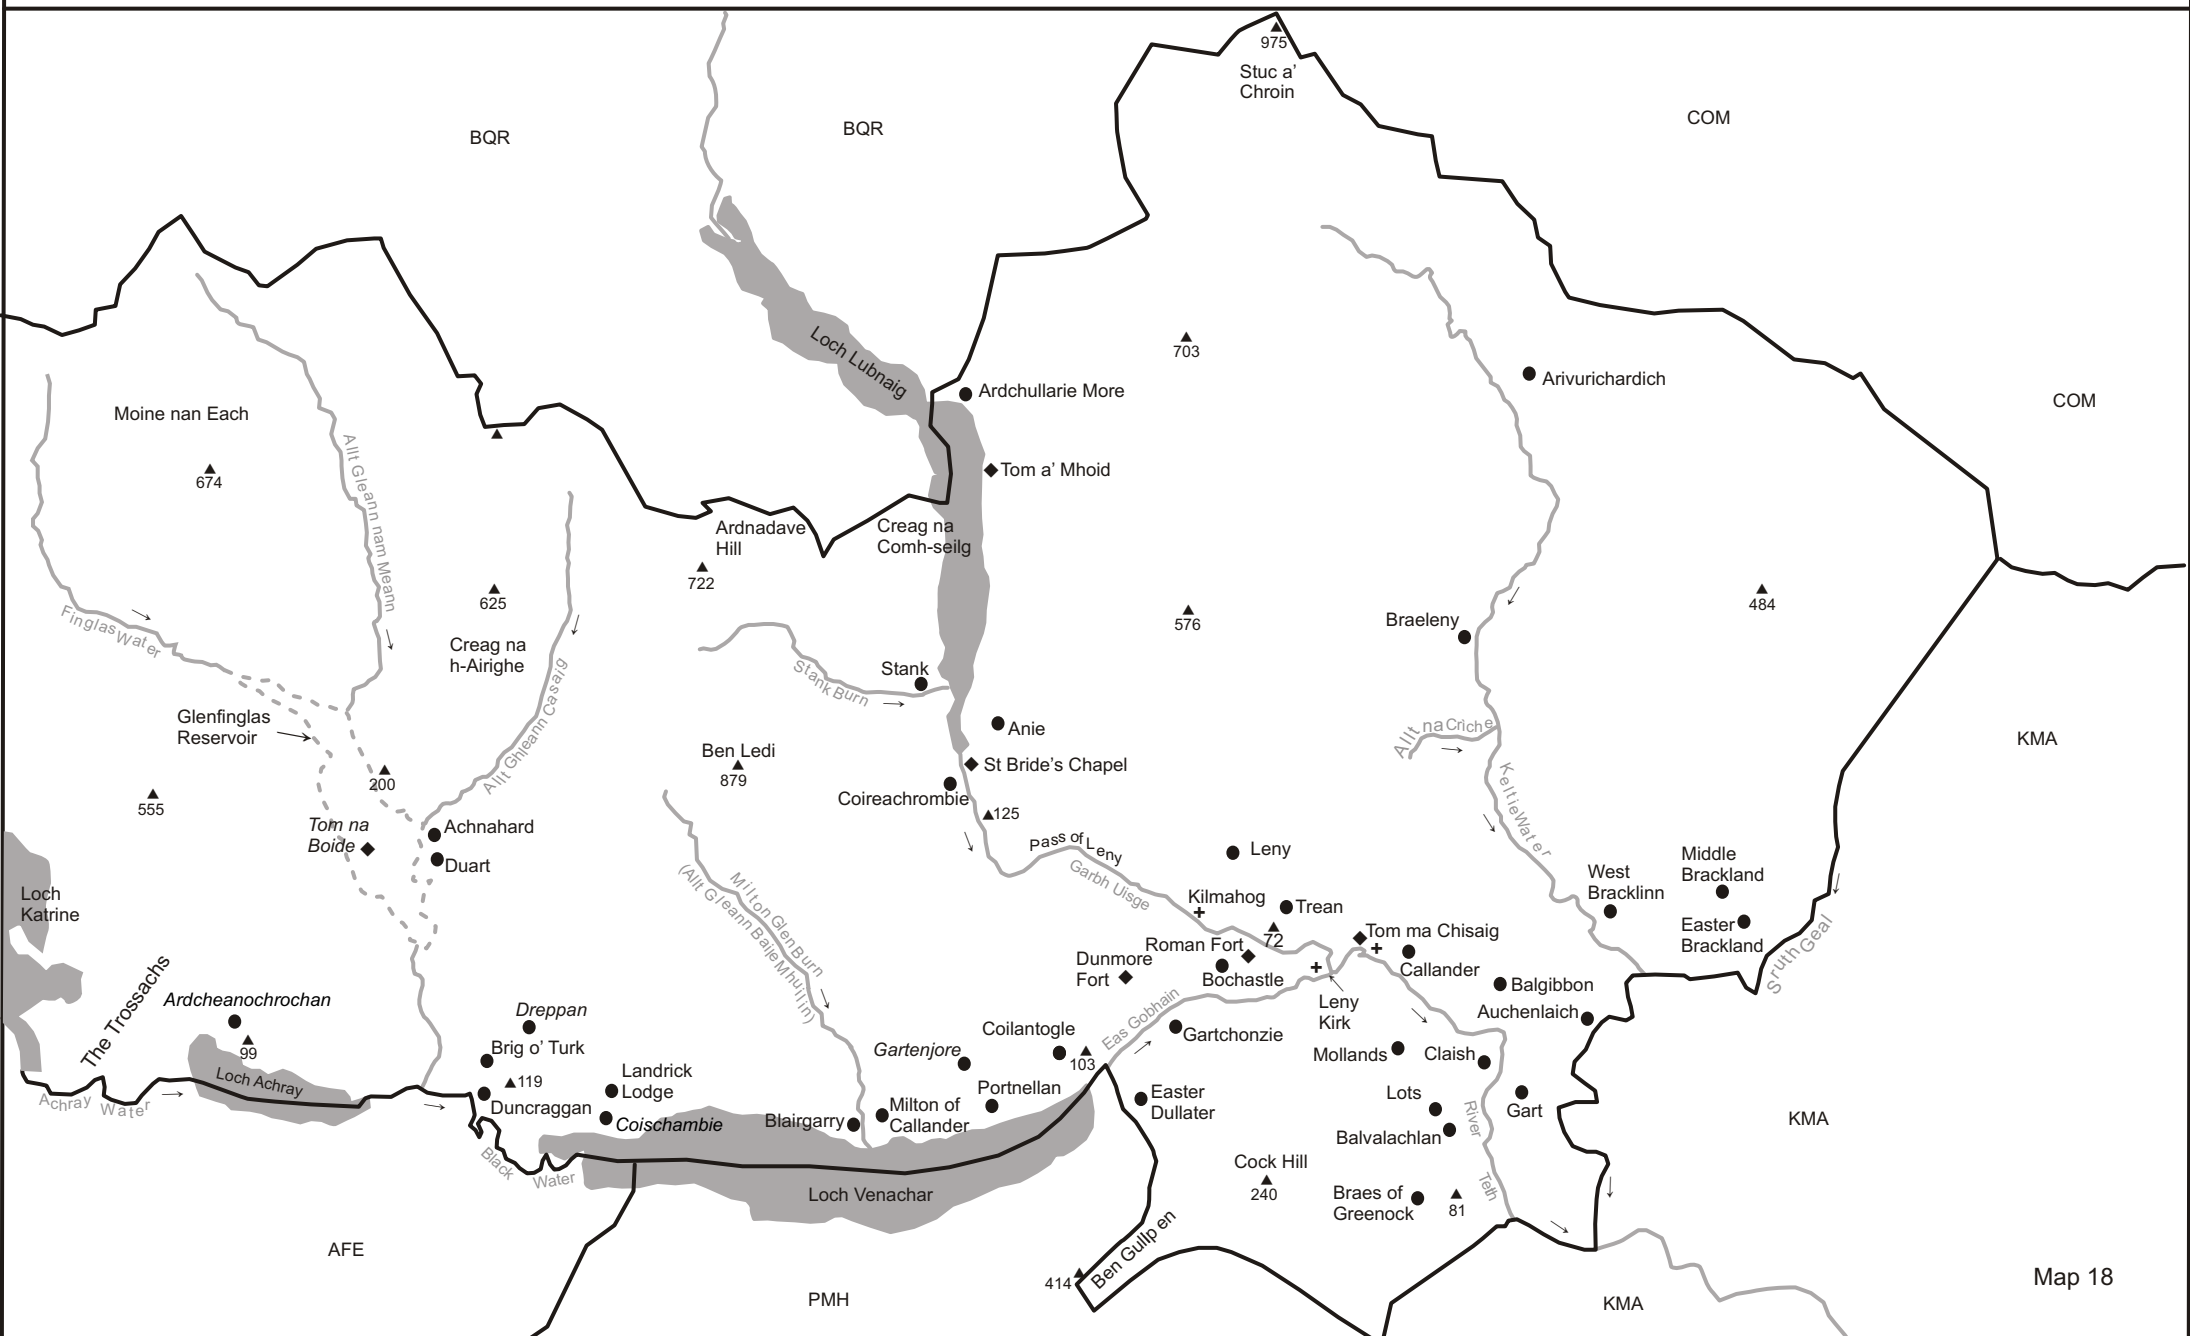 975
Stuc a'
Chroin
COM
BQR
BQR
Loch Lubnaig
703
Ardchullarie More
Arivurichardich
COM
Moine nan Each
674
Allt Gleann nam Meann
Tom a' Mhoid
Ardnadave
Hill
722
Creag na
Comh-seilg
625
Creag na
h-Airighe
576
484
Braeleny
Finglas Water
Stank
Stank Burn
Allt Ghleann Casaig
Glenfinglas
Reservoir
Anie
Allt na Criche
KMA
Ben Ledi
879
St Bride's Chapel
200
555
Coireachrombie
125
Keltie Water
Tom na
Boide
Achnahard
Duart
Pass of Leny
Garbh Uisge
Leny
Milton Glen Burn
(Allt Gleann Baile Mhuilin)
Loch
Katrine
Kilmahog
Trean
72
West
Bracklinn
Middle
Brackland
Easter
Brackland
Sruth Geal
Roman Fort
Tom ma Chisaig
Dunmore
Fort
Bochastle
Callander
Balgibbon
Auchenlaich
Leny
Kirk
The Trossachs
Ardcheanochrochan
99
Loch Achray
Achray Water
Dreppan
Brig o' Turk
119
Duncraggan
Landrick
Lodge
Coischambie
Coilantogle
103
Gartenjore
Portnellan
Eas Gobhain
Gartchonzie
Mollands
Claish
Blairgarry
Milton of
Callander
Easter
Dullater
Lots
Gart
Balvalachlan
River
Teth
KMA
Black
Water
Loch Venachar
Cock Hill
240
Braes of
Greenock
81
AFE
Ben Gullpen
414
PMH
KMA
Map 18